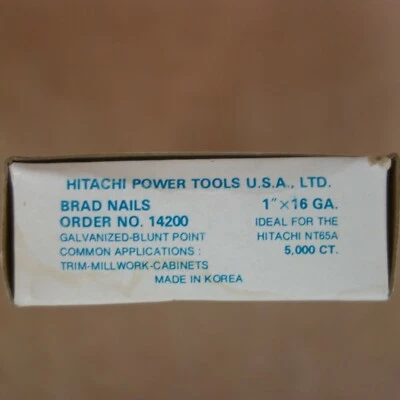 HITACHI POWER TOOLS U.S.A., LTD.
BRAD NAILS 1"×16 GA.
ORDER NO. 14200 IDEAL FOR THE
GALVANIZED-BLUNT POINT HITACHI NT65A
COMMON APPLICATIONS : 5,000 CT.
TRIM-MILLWORK-CABINETS
MADE IN KOREA